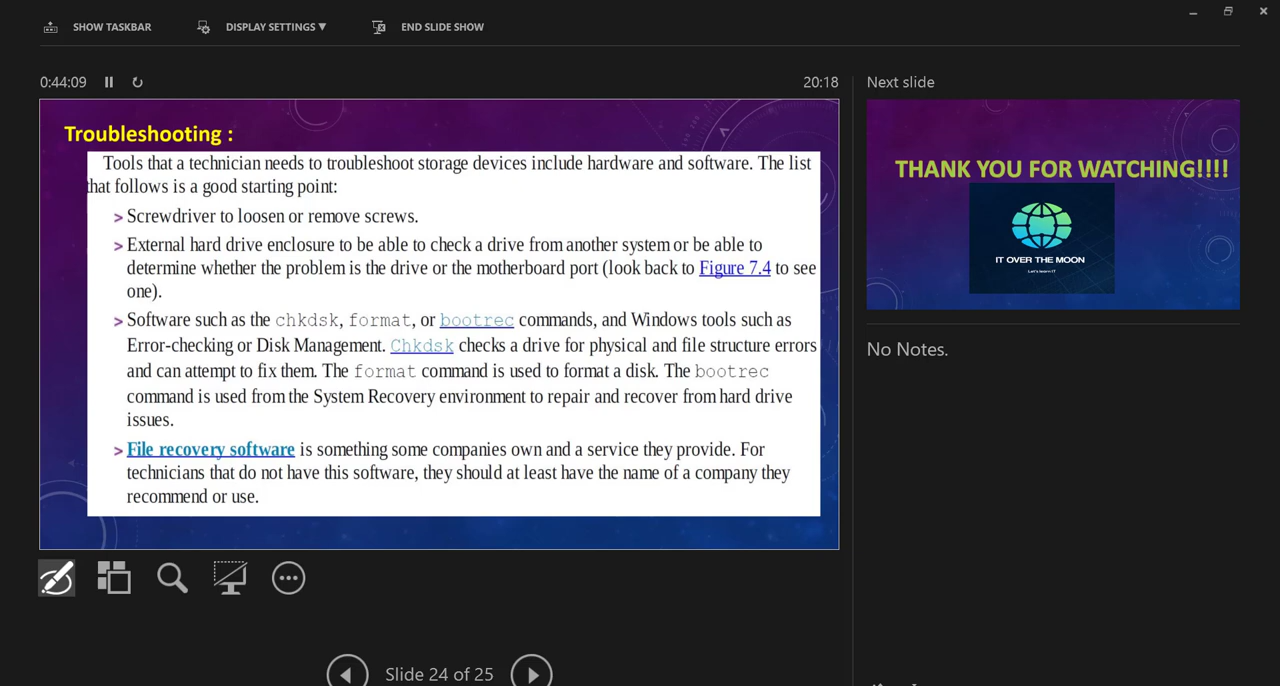 SHOW TASKBAR
DISPLAY SETTINGS ▼
END SLIDE SHOW
0:44:09
20:18
Next slide
Troubleshooting :
Tools that a technician needs to troubleshoot storage devices include hardware and software. The list
that follows is a good starting point:
> Screwdriver to loosen or remove screws.
> External hard drive enclosure to be able to check a drive from another system or be able to
determine whether the problem is the drive or the motherboard port (look back to Figure 7.4 to see
one).
> Software such as the chkdsk, format, or bootrec commands, and Windows tools such as
Error-checking or Disk Management. Chkdsk checks a drive for physical and file structure errors
and can attempt to fix them. The format command is used to format a disk. The bootrec
command is used from the System Recovery environment to repair and recover from hard drive
issues.
> File recovery software is something some companies own and a service they provide. For
technicians that do not have this software, they should at least have the name of a company they
recommend or use.
THANK YOU FOR WATCHING!!!!
IT OVER THE MOON
Let's learn IT
No Notes.
Slide 24 of 25